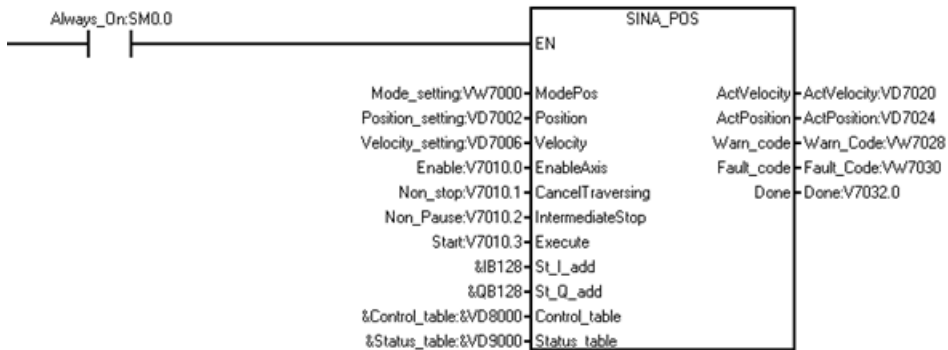 Always_On:SM0.0 SINA_POS
EN
Mode_setting:VW7000 ModePos ActVelocity ActVelocity:VD7020
Position_setting:VD7002 Position ActPosition ActPosition:VD7024
Velocity_setting:VD7006 Velocity Warn_code Warn_Code:VW7028
Enable:V7010.0 EnableAxis Fault_code Fault_Code:VW7030
Non_stop:V7010.1 CancelTraversing Done Done:V7032.0
Non_Pause:V7010.2 IntermediateStop
Start:V7010.3 Execute
&IB128 St_I_add
&QB128 St_Q_add
&Control_table:&VD8000 Control_table
&Status_table:&VD9000 Status_table